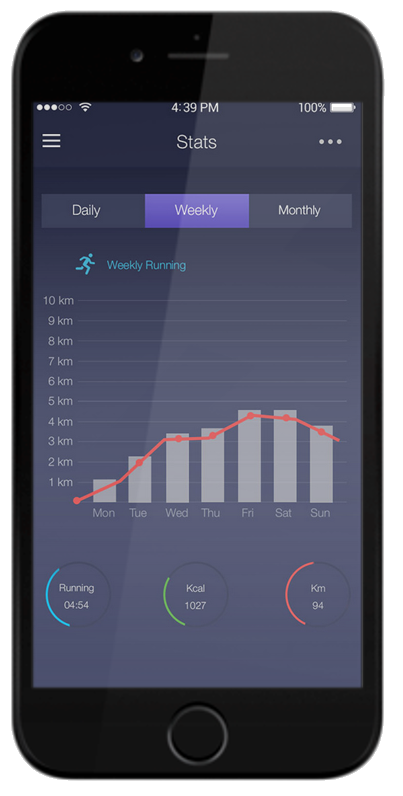 4:39 PM 100%
Stats
Daily Weekly Monthly
Weekly Running
10 km
9 km
8 km
7 km
6 km
5 km
4 km
3 km
2 km
1 km
Mon Tue Wed Thu Fri Sat Sun
Running Kcal Km
04:54 1027 94